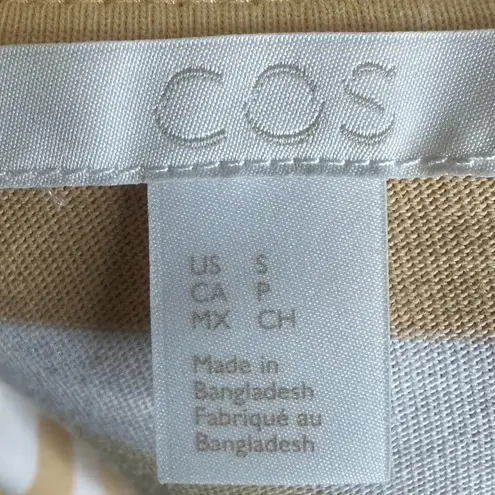 COS
US S
CA P
MX CH
Made in
Bangladesh
Fabriqué au
Bangladesh